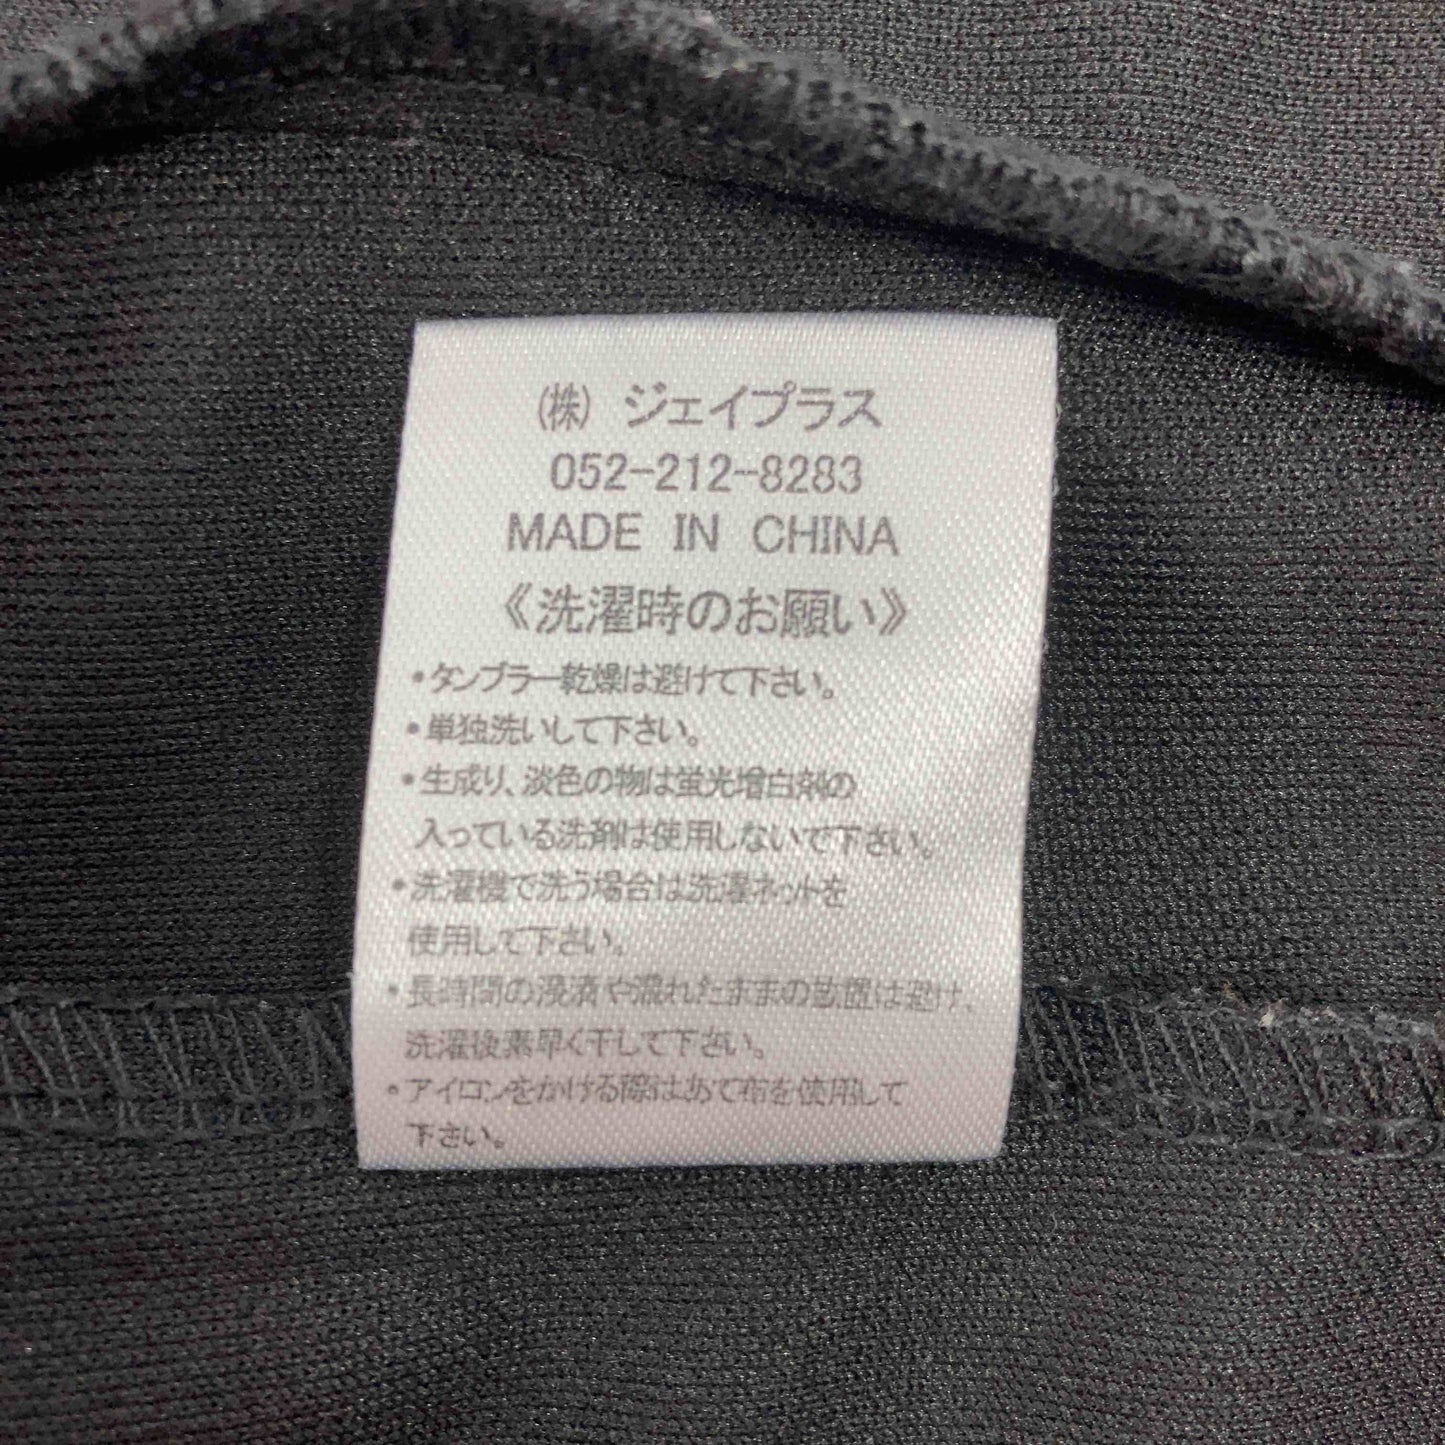 (株) ジェイプラス
052-212-8283
MADE IN CHINA
《洗濯時のお願い》
・タンブラー乾燥は避けて下さい。
・単独洗いして下さい。
・生成り、淡色の物は蛍光増白剤の
入っている洗剤は使用しないで下さい。
・洗濯機で洗う場合は洗濯ネットを
使用して下さい。
・長時間の浸漬や濡れたままの放置は避け、
洗濯後素早く干して下さい。
・アイロンをかける際はあて布を使用して
下さい。